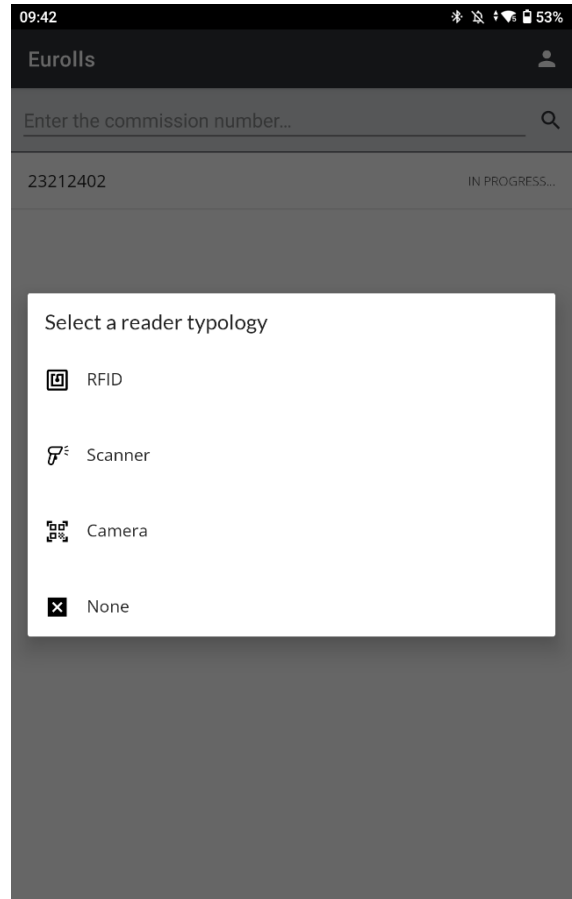 09:42 53%
Eurolls
Enter the commission number...
23212402 IN PROGRESS...
Select a reader typology
RFID
Scanner
Camera
None